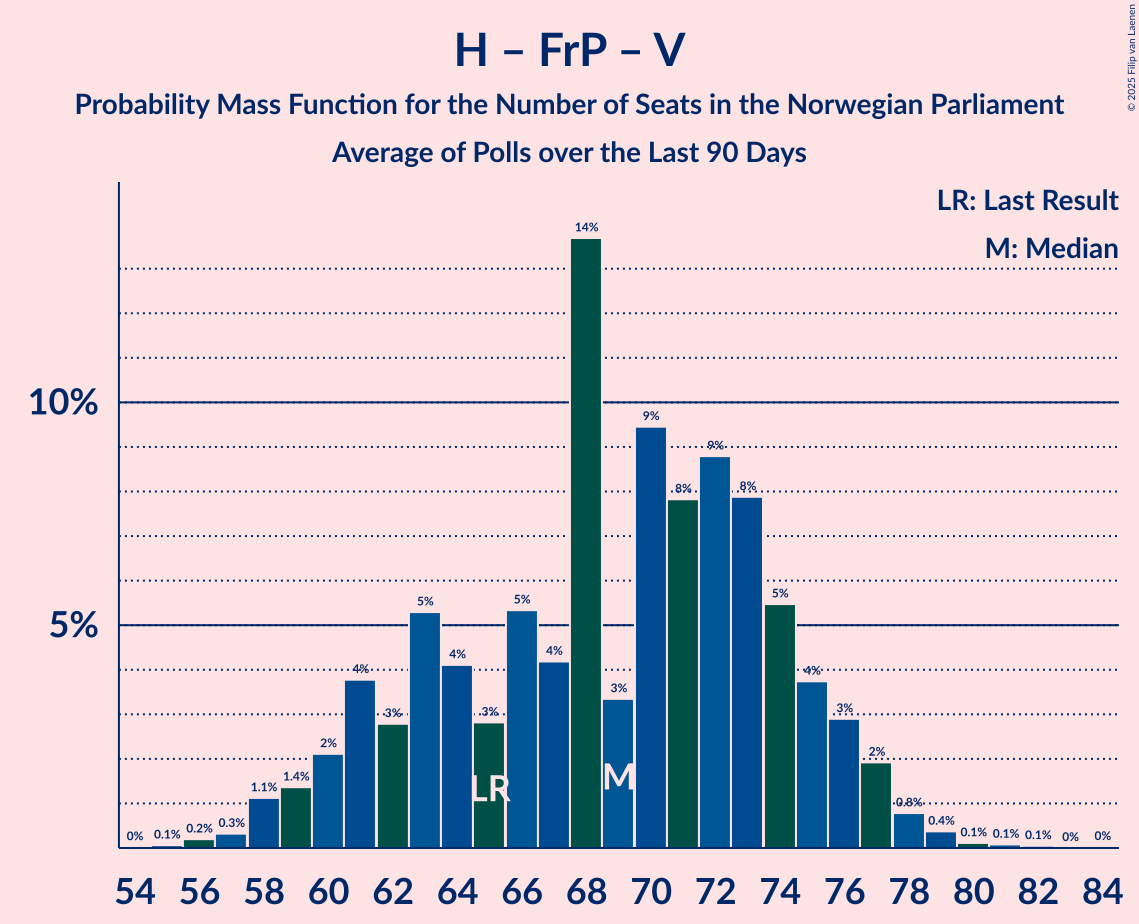 H – FrP – V
Probability Mass Function for the Number of Seats in the Norwegian Parliament
Average of Polls over the Last 90 Days
© 2025 Filip van Laenen
LR: Last Result
M: Median
10%
5%
0% 0.1% 0.2% 0.3% 1.1% 1.4% 2% 4% 3% 5% 4% 3% 5% 4% 14% 3% 9% 8% 9% 8% 5% 4% 3% 2% 0.8% 0.4% 0.1% 0.1% 0.1% 0% 0%
LR M
54 56 58 60 62 64 66 68 70 72 74 76 78 80 82 84